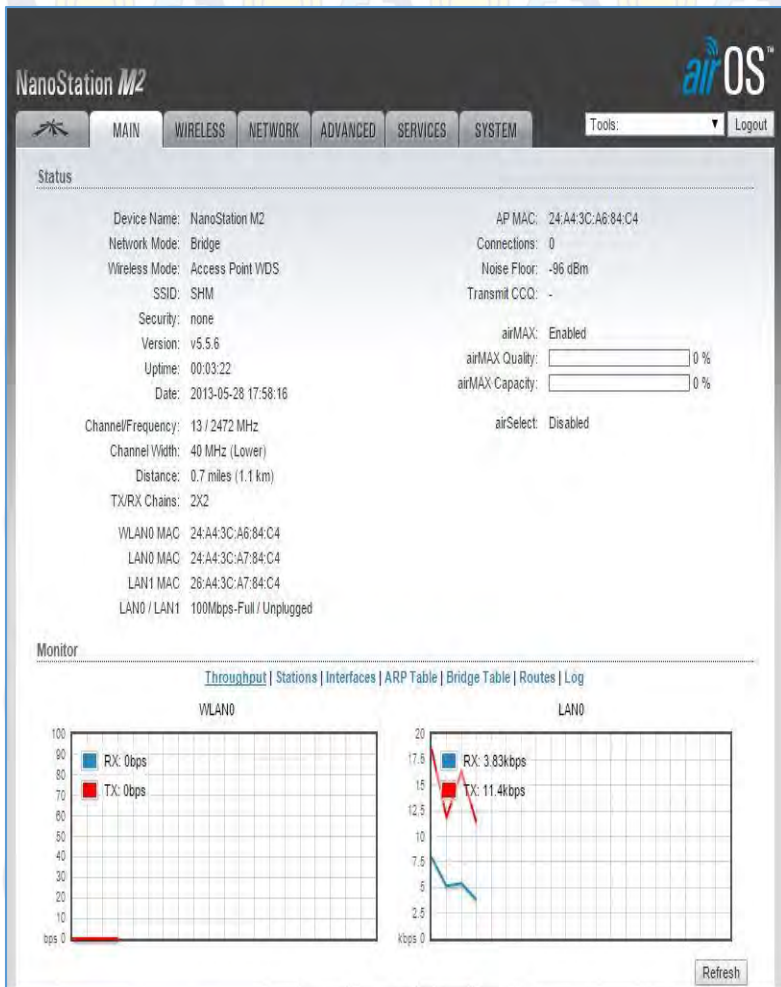 NanoStation M2
airOS™
MAIN WIRELESS NETWORK ADVANCED SERVICES SYSTEM Tools: Logout
Status
Device Name: NanoStation M2
Network Mode: Bridge
Wireless Mode: Access Point WDS
SSID: SHM
Security: none
Version: v5.5.6
Uptime: 00:03:22
Date: 2013-05-28 17:58:16
Channel/Frequency: 13 / 2472 MHz
Channel Width: 40 MHz (Lower)
Distance: 0.7 miles (1.1 km)
TX/RX Chains: 2X2
WLAN0 MAC 24:A4:3C:A6:84:C4
LAN0 MAC 24:A4:3C:A7:84:C4
LAN1 MAC 26:A4:3C:A7:84:C4
LAN0 / LAN1 100Mbps-Full / Unplugged
AP MAC: 24:A4:3C:A6:84:C4
Connections: 0
Noise Floor: -96 dBm
Transmit CCQ: -
airMAX: Enabled
airMAX Quality: 0 %
airMAX Capacity: 0 %
airSelect: Disabled
Monitor
Throughput | Stations | Interfaces | ARP Table | Bridge Table | Routes | Log
WLAN0
100
90
80
70
60
50
40
30
20
10
bps 0
RX: 0bps
TX: 0bps
LAN0
20
17.5
15
12.5
10
7.5
5
2.5
kbps 0
RX: 3.83kbps
TX: 11.4kbps
Refresh